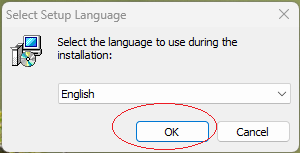 Select Setup Language
Select the language to use during the
installation:
English
OK
Cancel